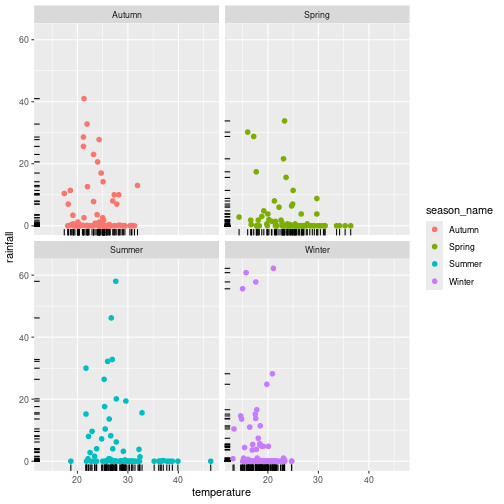 Autumn
Spring
60
40
20
0
rainfall
Summer
Winter
60
40
20
0
20
30
40
20
30
40
temperature
season_name
Autumn
Spring
Summer
Winter